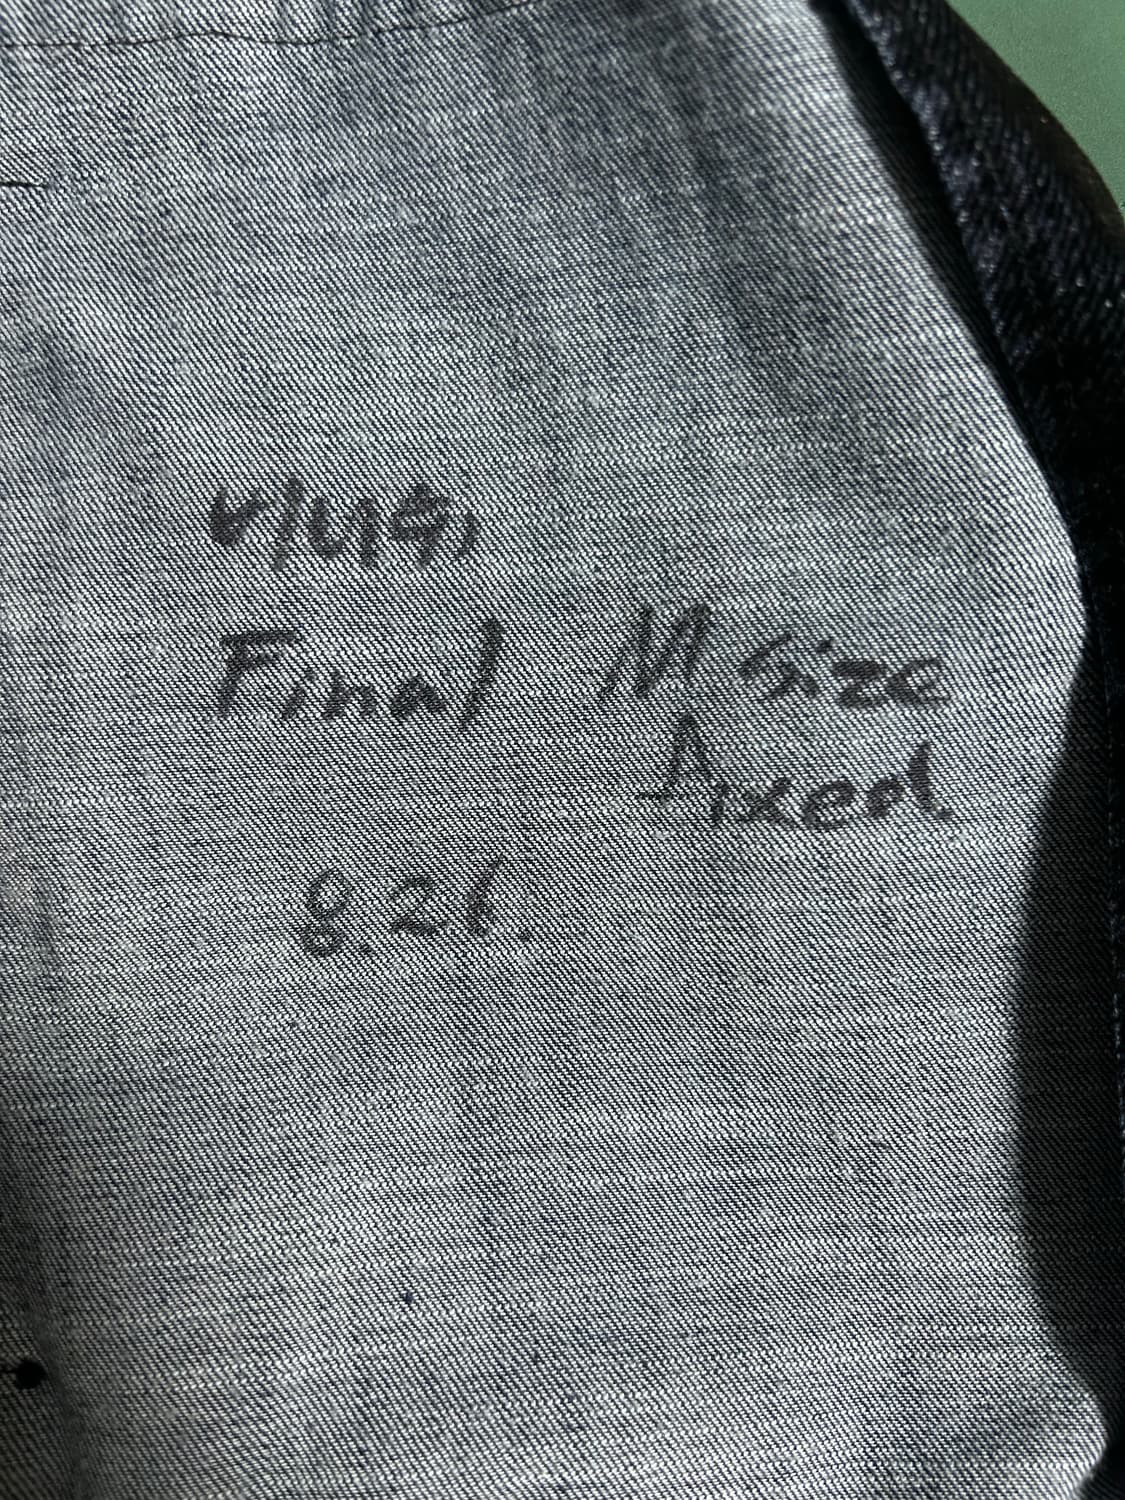 Final M size
Fixed.
8.21.